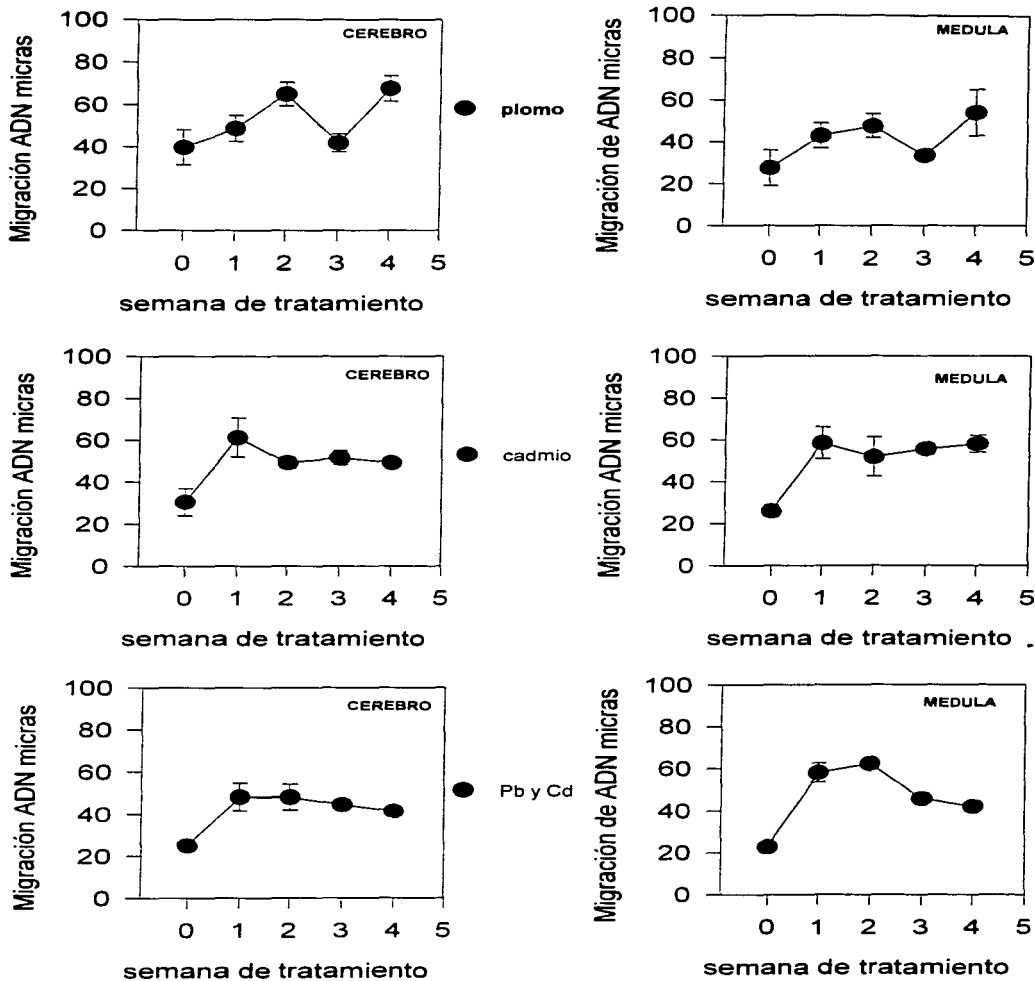 CEREBRO
Migración ADN micras
100
80
60
40
20
0
0 1 2 3 4 5
semana de tratamiento
plomo
MEDULA
Migración de ADN micras
100
80
60
40
20
0
0 1 2 3 4 5
semana de tratamiento
CEREBRO
Migración ADN micras
100
80
60
40
20
0
0 1 2 3 4 5
semana de tratamiento
cadmio
MEDULA
Migración ADN micras
100
80
60
40
20
0
0 1 2 3 4 5
semana de tratamiento
CEREBRO
Migración ADN micras
100
80
60
40
20
0
0 1 2 3 4 5
semana de tratamiento
Pb y Cd
MEDULA
Migración de ADN micras
100
80
60
40
20
0
0 1 2 3 4 5
semana de tratamiento